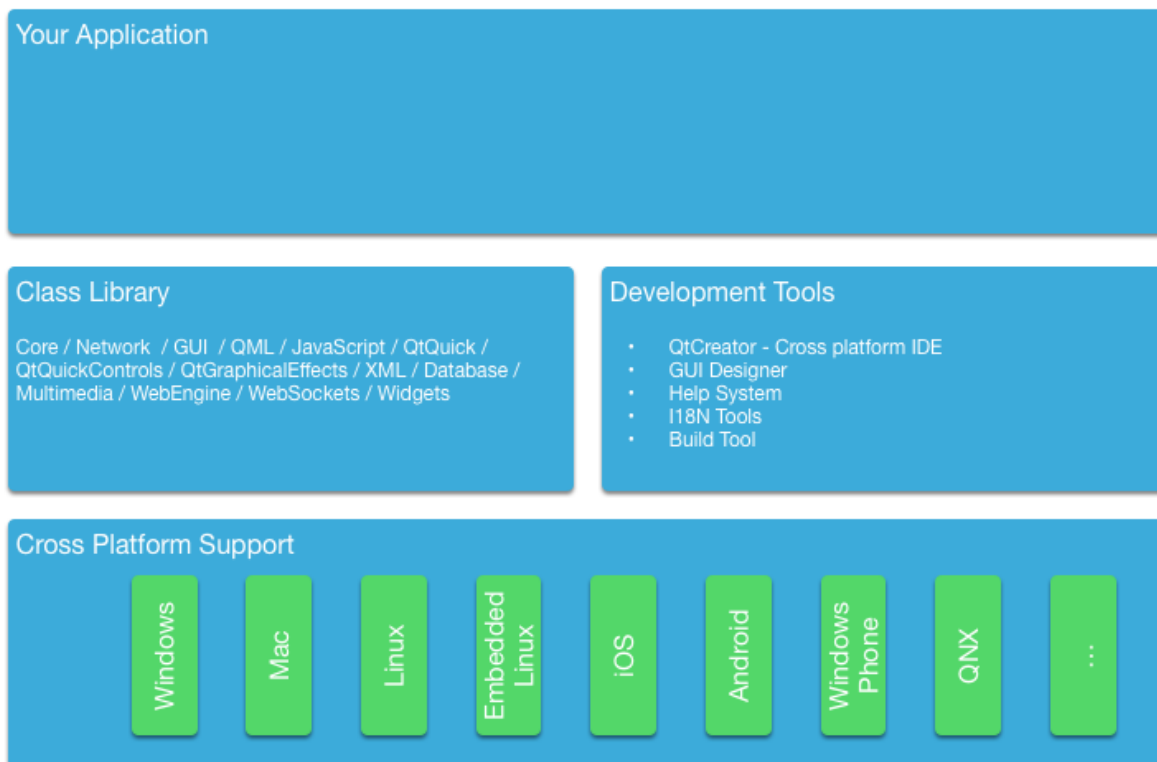 Your Application
Class Library
Core / Network / GUI / QML / JavaScript / QtQuick /
QtQuickControls / QtGraphicalEffects / XML / Database /
Multimedia / WebEngine / WebSockets / Widgets
Development Tools
• QtCreator - Cross platform IDE
• GUI Designer
• Help System
• I18N Tools
• Build Tool
Cross Platform Support
Windows
Mac
Linux
Embedded
Linux
iOS
Android
Windows
Phone
QNX
...